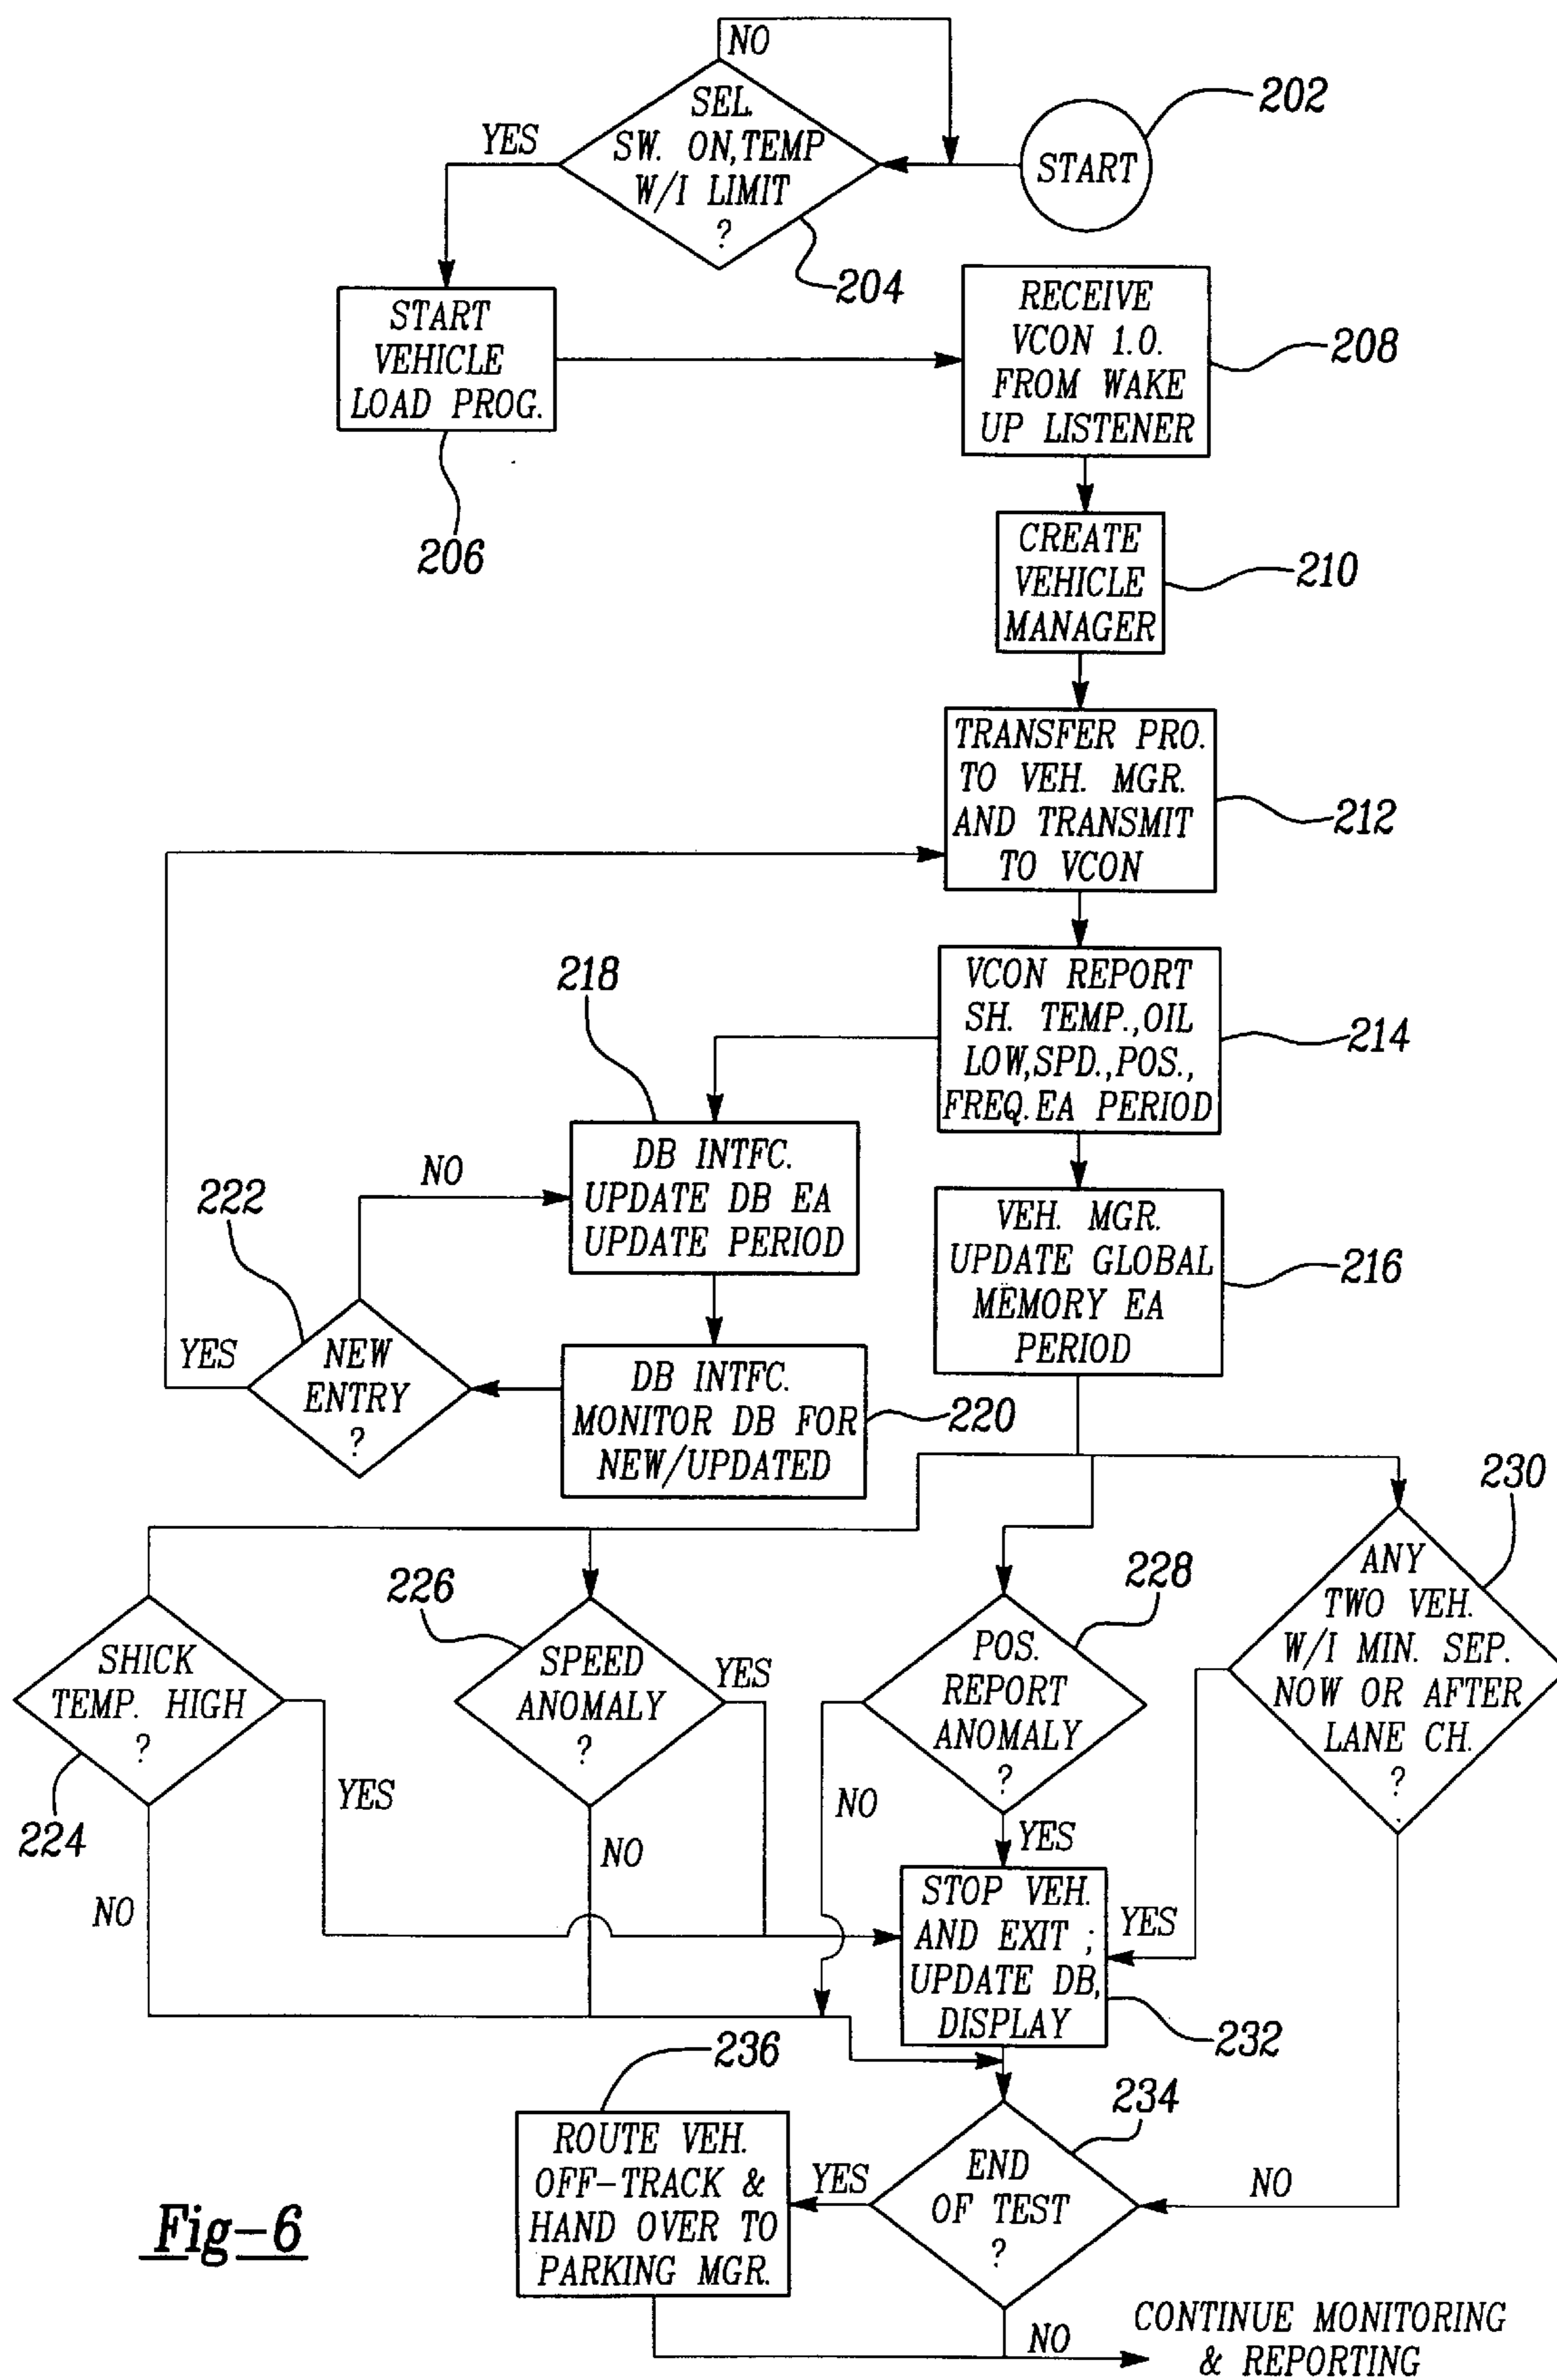 NO
SEL.
SW. ON,TEMP
W/I LIMIT
?
YES
START
202
204
START
VEHICLE
LOAD PROG.
206
RECEIVE
VCON 1.0.
FROM WAKE
UP LISTENER
208
CREATE
VEHICLE
MANAGER
210
TRANSFER PRO.
TO VEH. MGR.
AND TRANSMIT
TO VCON
212
VCON REPORT
SH. TEMP.,OIL
LOW,SPD.,POS.,
FREQ.EA PERIOD
214
218
DB INTFC.
UPDATE DB EA
UPDATE PERIOD
NO
222
VEH. MGR.
UPDATE GLOBAL
MEMORY EA
PERIOD
216
YES
NEW
ENTRY
?
DB INTFC.
MONITOR DB FOR
NEW/UPDATED
220
230
ANY
TWO VEH.
W/I MIN. SEP.
NOW OR AFTER
LANE CH.
?
226
228
SHICK
TEMP. HIGH
?
224
SPEED
ANOMALY
?
YES
POS.
REPORT
ANOMALY
?
YES
NO
NO
NO
YES
STOP VEH.
AND EXIT ;
UPDATE DB,
DISPLAY
YES
232
236
234
ROUTE VEH.
OFF-TRACK &
HAND OVER TO
PARKING MGR.
YES
END
OF TEST
?
NO
Fig-6
NO
CONTINUE MONITORING
& REPORTING